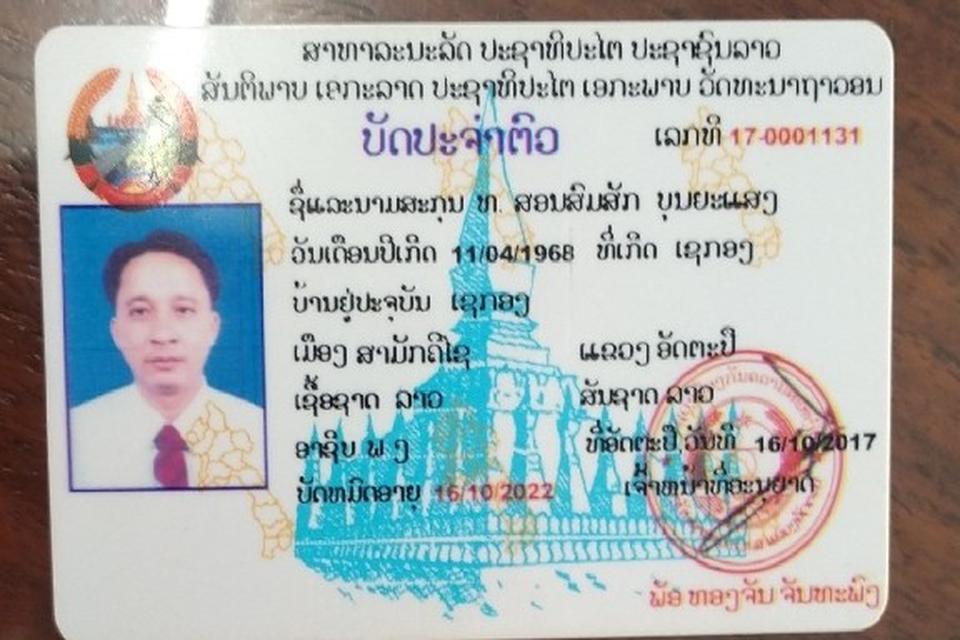 ສາທາລະນະລັດ ປະຊາທິປະໄຕ ປະຊາຊົນລາວ
ສັນຕິພາບ ເອກະລາດ ປະຊາທິປະໄຕ ເອກະພາບ ວັດທະນາຖາວອນ
ບັດປະຈຳຕົວ
ເລກທີ 17-0001131
ຊື່ແລະນາມສະກຸນ ທ. ສອນສົມສັກ ບຸນຍະແສງ
ວັນເດືອນປີເກີດ 11/04/1968 ທີ່ເກີດ ເຊກອງ
ບ້ານຢູ່ປະຈຸບັນ ເຊກອງ
ເມືອງ ສາມັກຄີໄຊ ແຂວງ ອັດຕະປື
ເຊື້ອຊາດ ລາວ ສັນຊາດ ລາວ
ອາຊີບ ພ ງ ທີ່ອັດຕະປື,ວັນທີ 16/10/2017
ບັດຫມົດອາຍຸ 16/10/2022 ເຈົ້າຫນ້າທີ່ອະນຸຍາດ
ພັອ ທອງຈັນ ຈັນທະພົງ